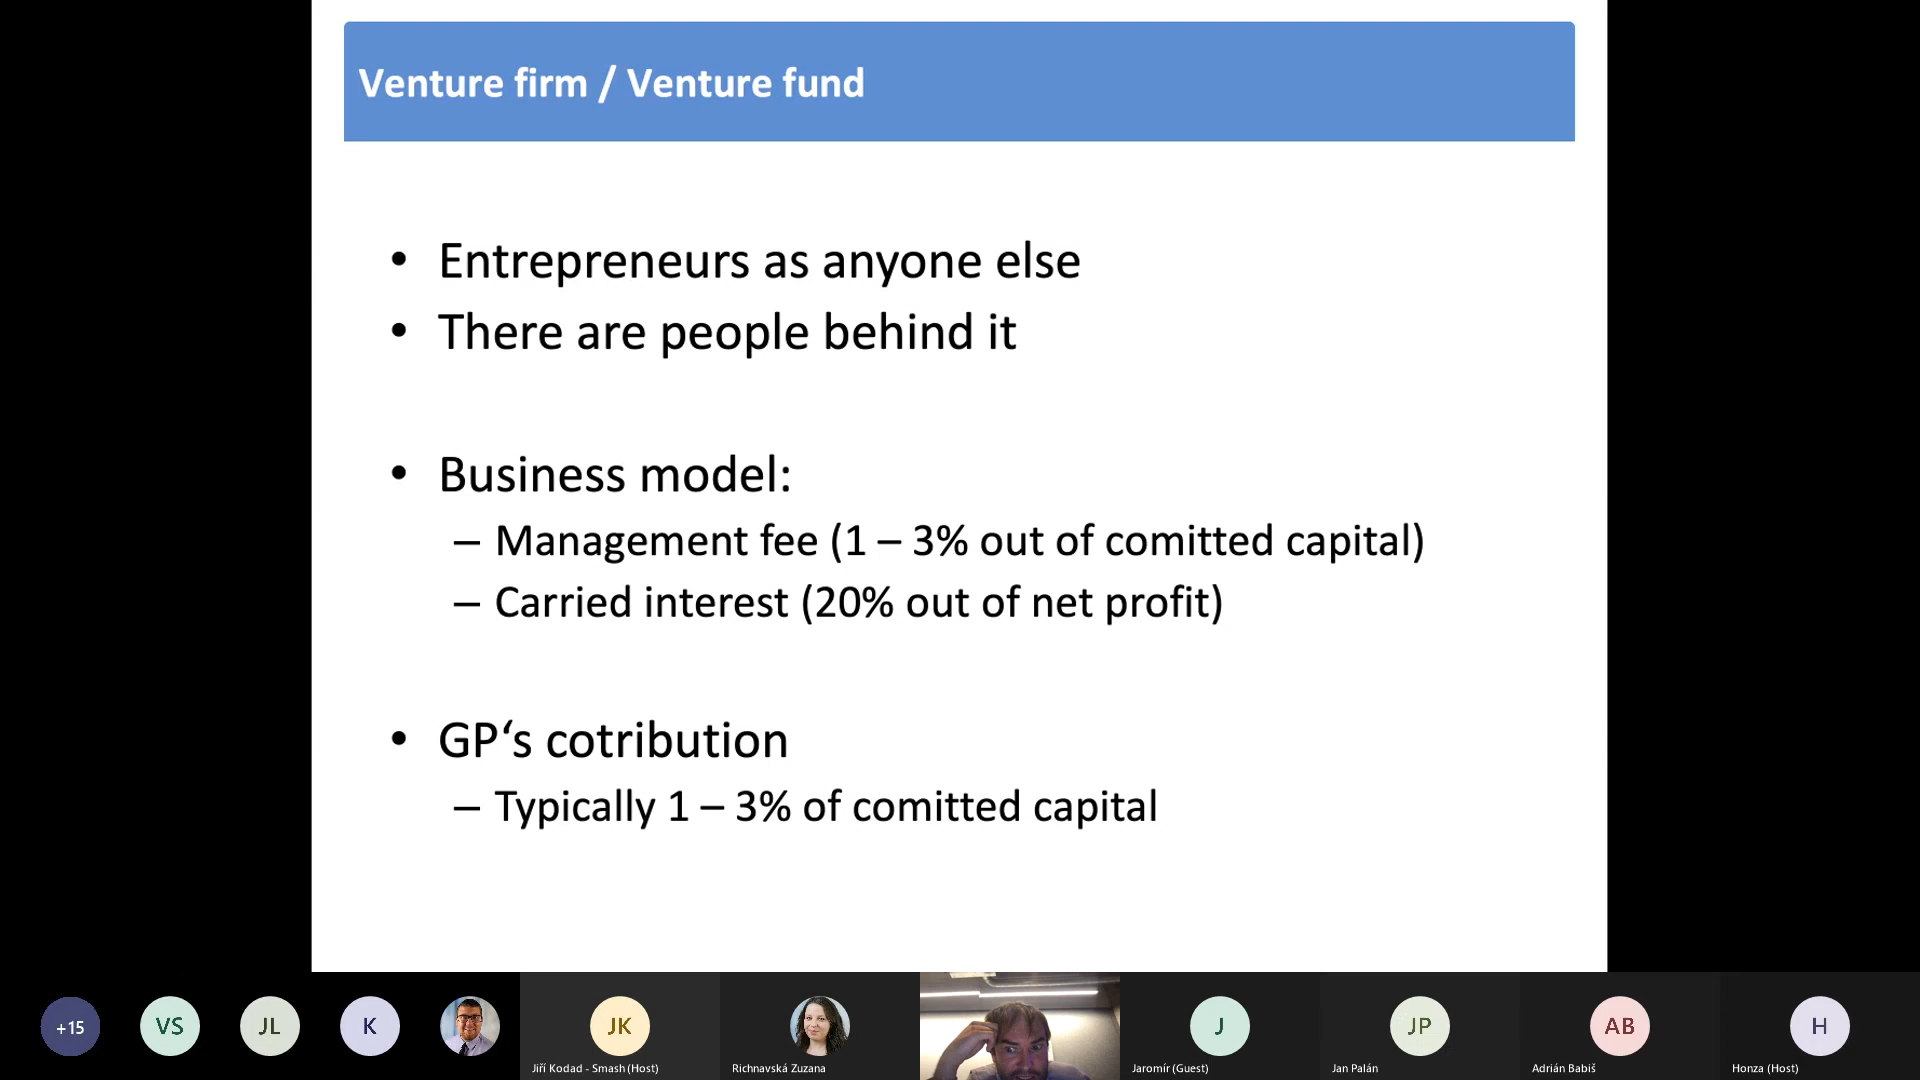 Venture firm / Venture fund
• Entrepreneurs as anyone else
• There are people behind it
• Business model:
– Management fee (1 – 3% out of comitted capital)
– Carried interest (20% out of net profit)
• GP‘s cotribution
– Typically 1 – 3% of comitted capital
+15
VS
JL
K
JK
J
JP
AB
H
Jiří Kodad - Smash (Host)
Richnavská Zuzana
Jaromír (Guest)
Jan Palán
Adrián Babiš
Honza (Host)